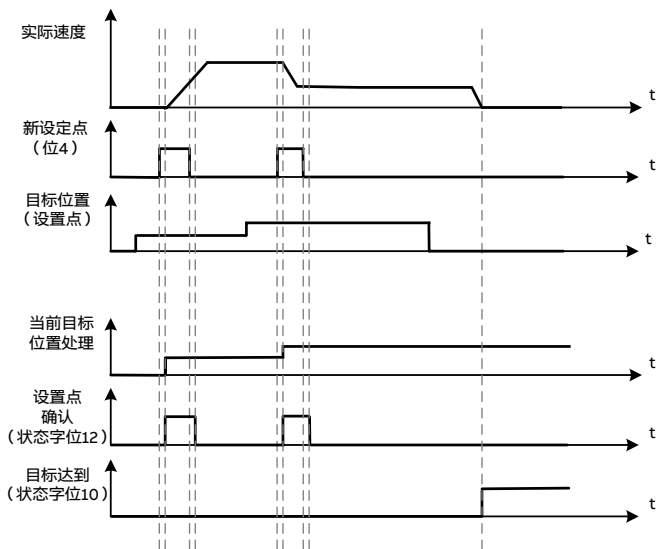 实际速度
t
新设定点
（位4）
t
目标位置
（设置点）
t
当前目标
位置处理
t
设置点
确认
（状态字位12）
t
目标达到
（状态字位10）
t